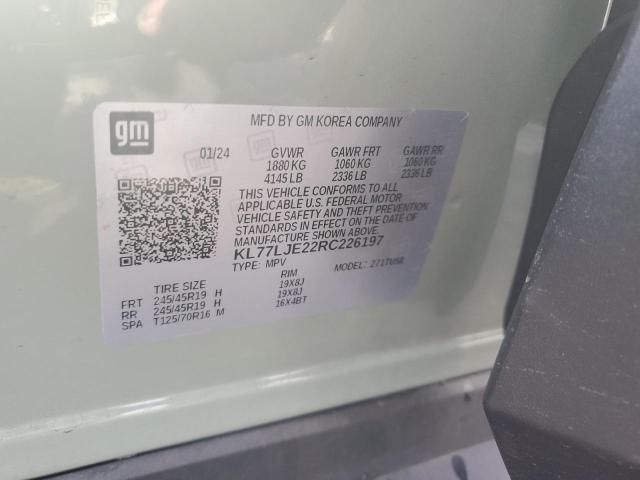 gm
MFD BY GM KOREA COMPANY
01/24 GVWR GAWR FRT GAWR RR
1880 KG 1060 KG 1060 KG
4145 LB 2336 LB 2336 LB
THIS VEHICLE CONFORMS TO ALL
APPLICABLE U.S. FEDERAL MOTOR
VEHICLE SAFETY AND THEFT PREVENTION
STANDARDS IN EFFECT ON THE DATE OF
MANUFACTURE SHOWN ABOVE.
KL77LJE22RC226197
TYPE: MPV MODEL: 271TU58
TIRE SIZE RIM
FRT 245/45R19 H 19X8J
RR 245/45R19 H 19X8J
SPA T125/70R16 M 16X4BT